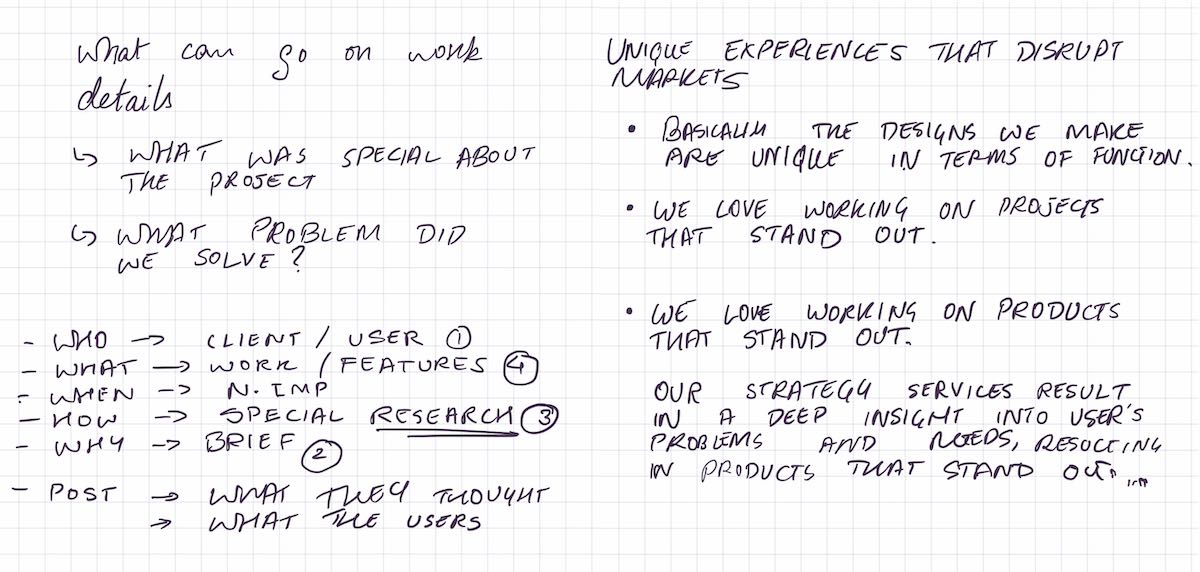 What can go on work
details
↳ WHAT WAS SPECIAL ABOUT
THE PROJECT
↳ WHAT PROBLEM DID
WE SOLVE?
- WHO → CLIENT / USER ①
- WHAT → WORK / FEATURES ④
- WHEN → N. IMP
- HOW → SPECIAL RESEARCH ③
- WHY → BRIEF ②
- POST → WHAT THEY THOUGHT
→ WHAT THE USERS
UNIQUE EXPERIENCES THAT DISRUPT
MARKETS
• BASICALLY THE DESIGNS WE MAKE
ARE UNIQUE IN TERMS OF FUNCTION.
• WE LOVE WORKING ON PROJECTS
THAT STAND OUT.
• WE LOVE WORKING ON PRODUCTS
THAT STAND OUT.
OUR STRATEGY SERVICES RESULT
IN A DEEP INSIGHT INTO USER'S
PROBLEMS AND NEEDS, RESULTING
IN PRODUCTS THAT STAND OUT.